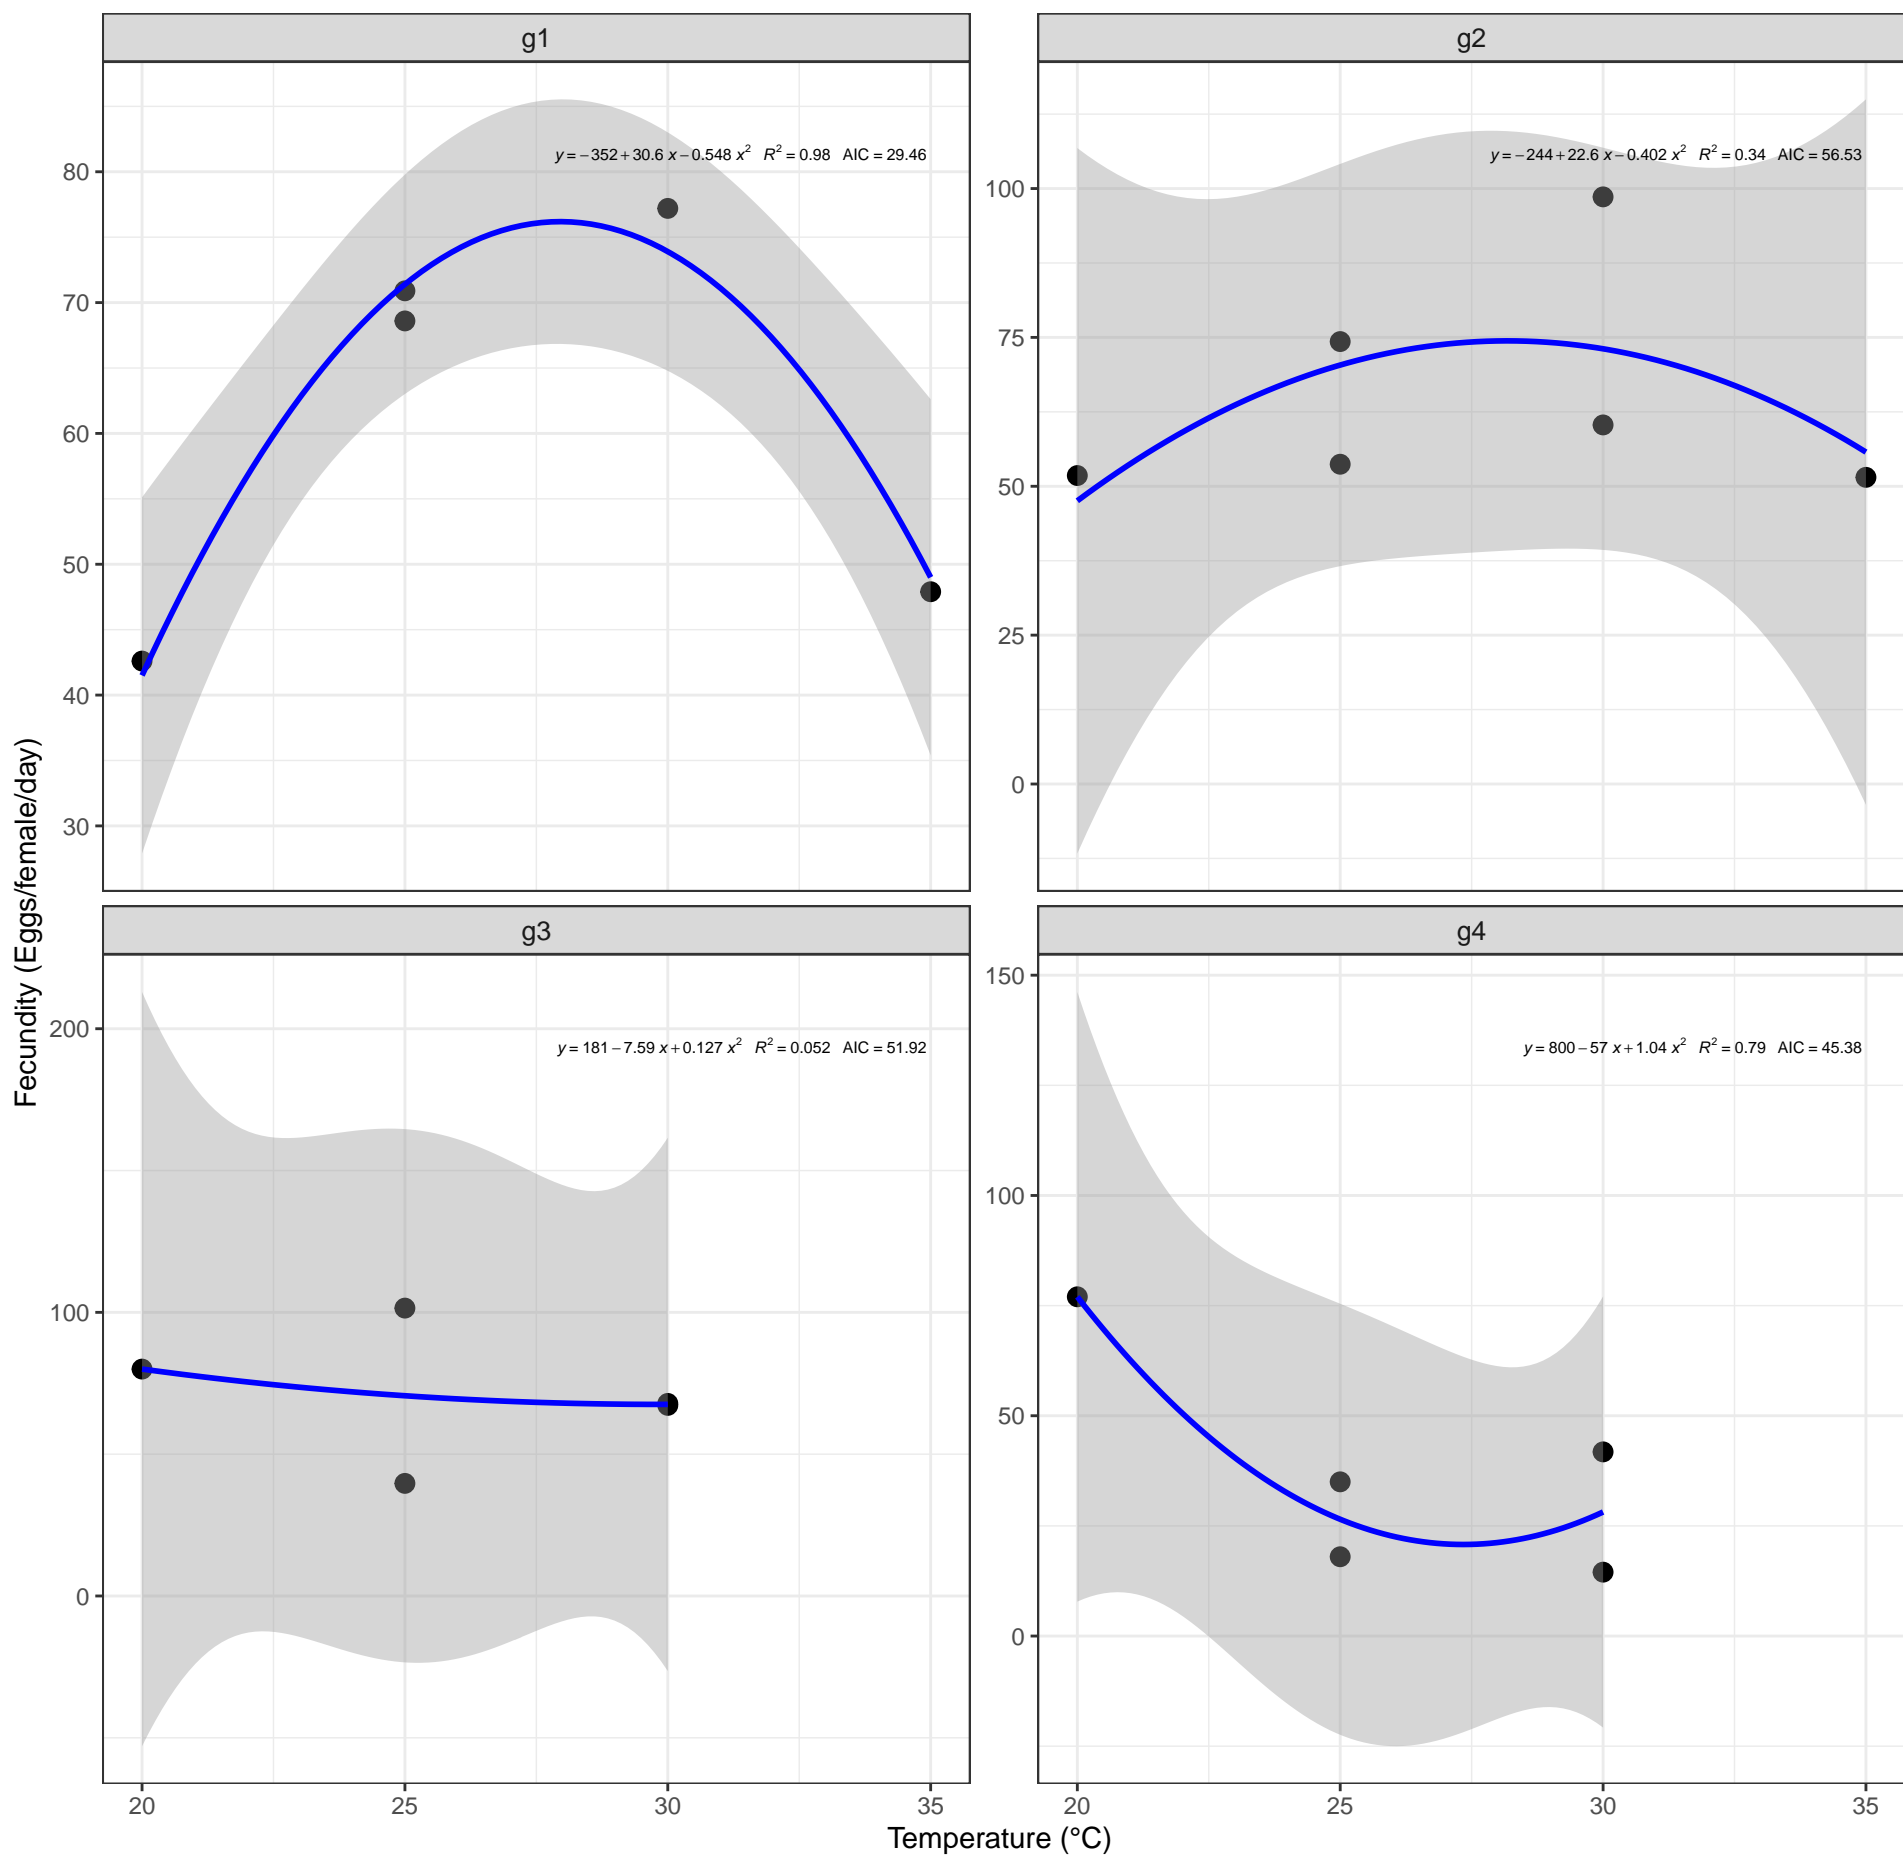 g1
g2
y = −352 + 30.6 x − 0.548 x² R² = 0.98 AIC = 29.46
80
70
60
50
40
30
y = −244 + 22.6 x − 0.402 x² R² = 0.34 AIC = 56.53
100
75
50
25
0
Fecundity (Eggs/female/day)
g3
g4
y = 181 − 7.59 x + 0.127 x² R² = 0.052 AIC = 51.92
200
100
0
y = 800 − 57 x + 1.04 x² R² = 0.79 AIC = 45.38
150
100
50
0
20 25 30 35
20 25 30 35
Temperature (°C)